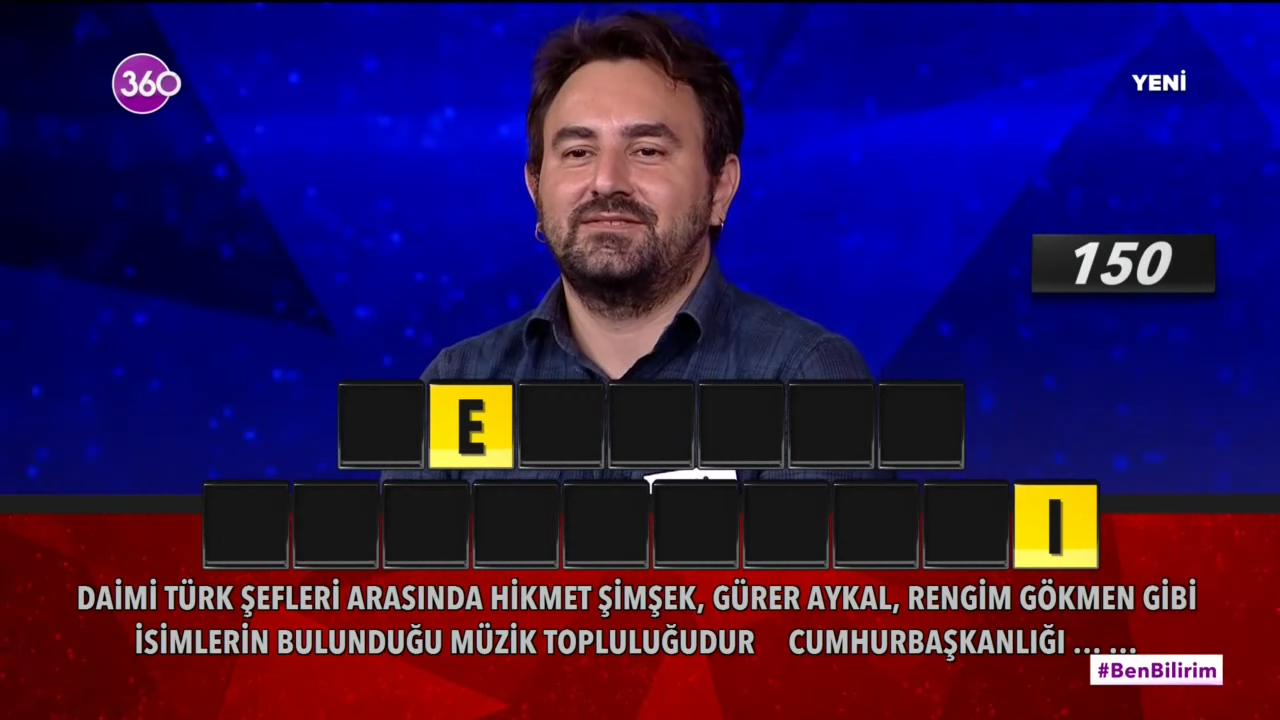 360
YENİ
150
E
I
DAİMİ TÜRK ŞEFLERİ ARASINDA HİKMET ŞİMŞEK, GÜRER AYKAL, RENGİM GÖKMEN GİBİ
İSİMLERİN BULUNDUĞU MÜZİK TOPLULUĞUDUR CUMHURBAŞKANLIĞI ... ...
#BenBilirim